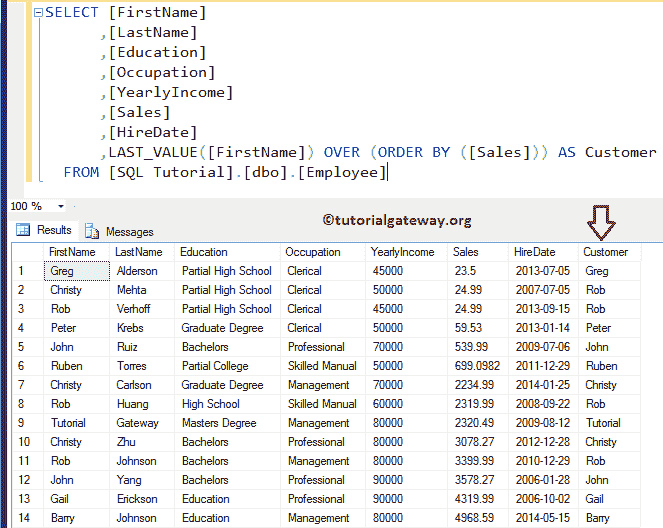 SELECT [FirstName]
,[LastName]
,[Education]
,[Occupation]
,[YearlyIncome]
,[Sales]
,[HireDate]
,LAST_VALUE([FirstName]) OVER (ORDER BY ([Sales])) AS Customer
FROM [SQL Tutorial].[dbo].[Employee]
100 %
©tutorialgateway.org
Results Messages
FirstName LastName Education Occupation YearlyIncome Sales HireDate Customer
1 Greg Alderson Partial High School Clerical 45000 23.5 2013-07-05 Greg
2 Christy Mehta Partial High School Clerical 50000 24.99 2007-07-05 Rob
3 Rob Verhoff Partial High School Clerical 45000 24.99 2013-09-15 Rob
4 Peter Krebs Graduate Degree Clerical 50000 59.53 2013-01-14 Peter
5 John Ruiz Bachelors Professional 70000 539.99 2009-07-06 John
6 Ruben Torres Partial College Skilled Manual 50000 699.0982 2011-12-29 Ruben
7 Christy Carlson Graduate Degree Management 70000 2234.99 2014-01-25 Christy
8 Rob Huang High School Skilled Manual 60000 2319.99 2008-09-22 Rob
9 Tutorial Gateway Masters Degree Management 80000 2320.49 2009-08-12 Tutorial
10 Christy Zhu Bachelors Professional 80000 3078.27 2012-12-28 Christy
11 Rob Johnson Bachelors Management 80000 3399.99 2010-12-29 Rob
12 John Yang Bachelors Professional 90000 3578.27 2006-01-28 John
13 Gail Erickson Education Professional 90000 4319.99 2006-10-02 Gail
14 Barry Johnson Education Management 80000 4968.59 2014-05-15 Barry